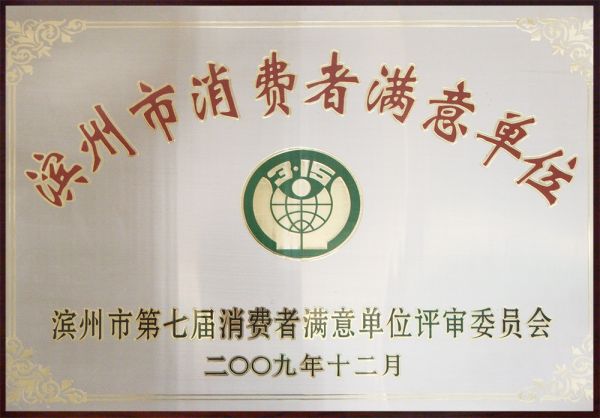 滨州市消费者满意单位
3·15
滨州市第七届消费者满意单位评审委员会
二〇〇九年十二月